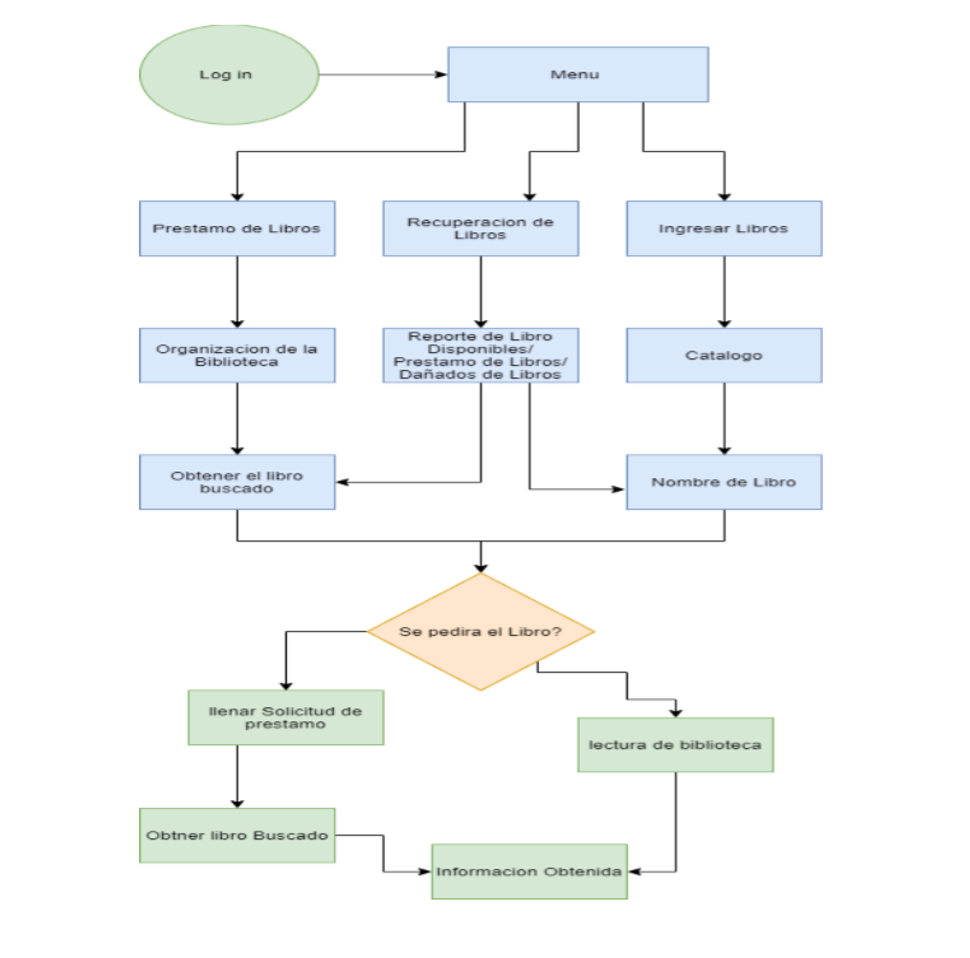 Log in
Menu
Prestamo de Libros
Recuperacion de
Libros
Ingresar Libros
Organizacion de la
Biblioteca
Reporte de Libro
Disponibles/
Prestamo de Libros/
Dañados de Libros
Catalogo
Obtener el libro
buscado
Nombre de Libro
Se pedira el Libro?
llenar Solicitud de
prestamo
lectura de biblioteca
Obtner libro Buscado
Informacion Obtenida